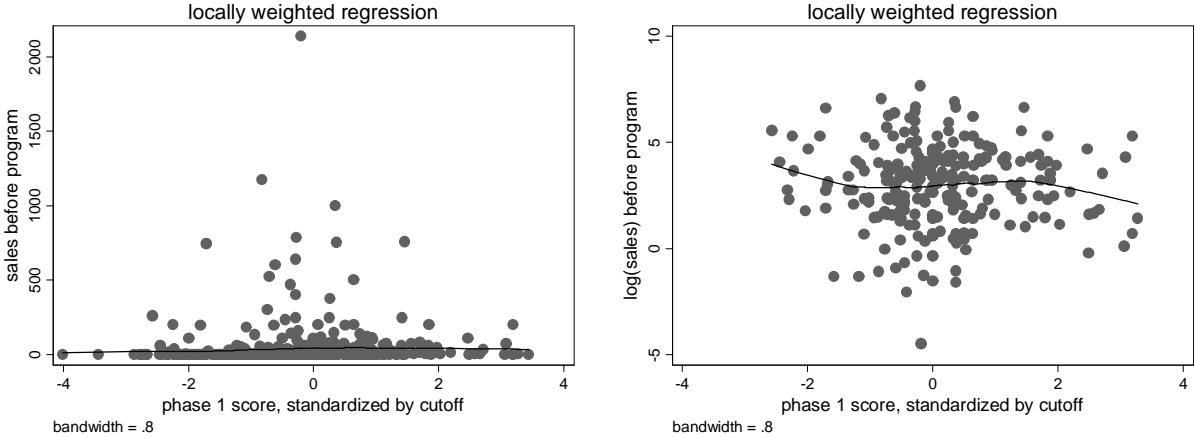 locally weighted regression
sales before program
2000
1500
1000
500
0
-4
-2
0
2
4
phase 1 score, standardized by cutoff
bandwidth = .8
locally weighted regression
log(sales) before program
10
5
0
-5
-4
-2
0
2
4
phase 1 score, standardized by cutoff
bandwidth = .8